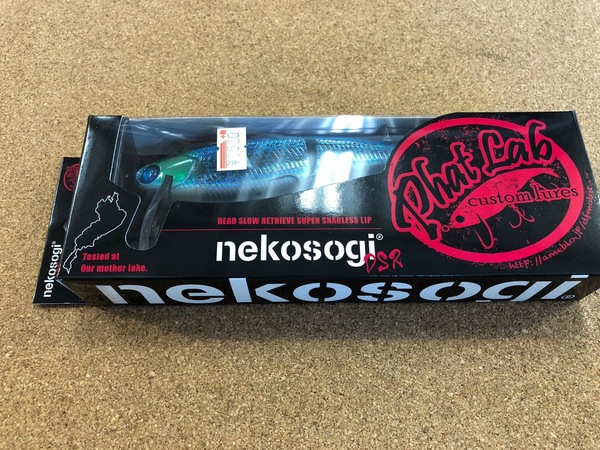 Phat Lab
custom lures
DEAD SLOW RETRIEVE SUPER SNAGLESS LIP
nekosogi®
DSR
Tested at
Our mother lake.
nekosogi®
nekosogi®